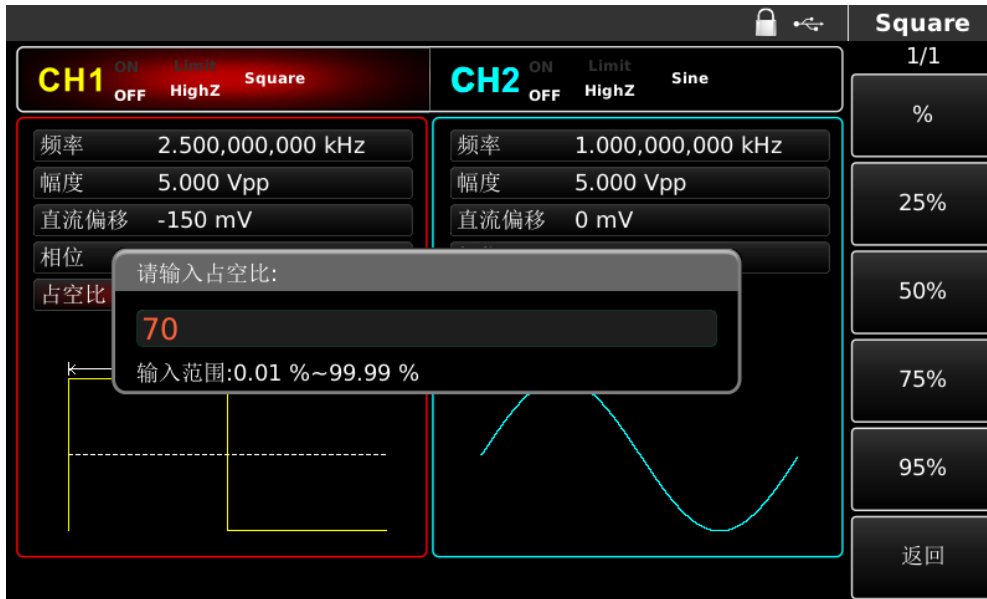 Square
1/1
CH1 ON OFF Limit HighZ Square
CH2 ON OFF Limit HighZ Sine
频率 2.500,000,000 kHz
幅度 5.000 Vpp
直流偏移 -150 mV
相位
占空比
频率 1.000,000,000 kHz
幅度 5.000 Vpp
直流偏移 0 mV
请输入占空比:
70
输入范围:0.01 %~99.99 %
%
25%
50%
75%
95%
返回